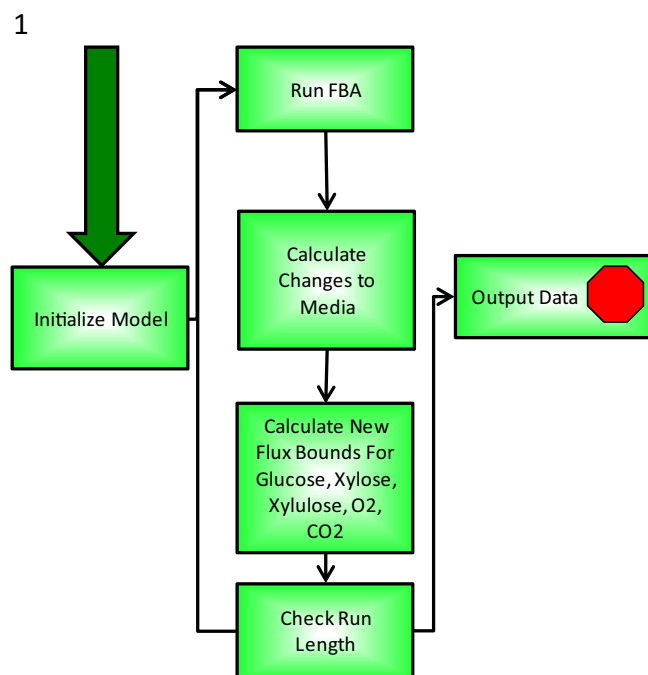 1
Run FBA
Calculate
Changes to
Media
Initialize Model
Output Data
Calculate New
Flux Bounds For
Glucose, Xylose,
Xylulose, O2,
CO2
Check Run
Length